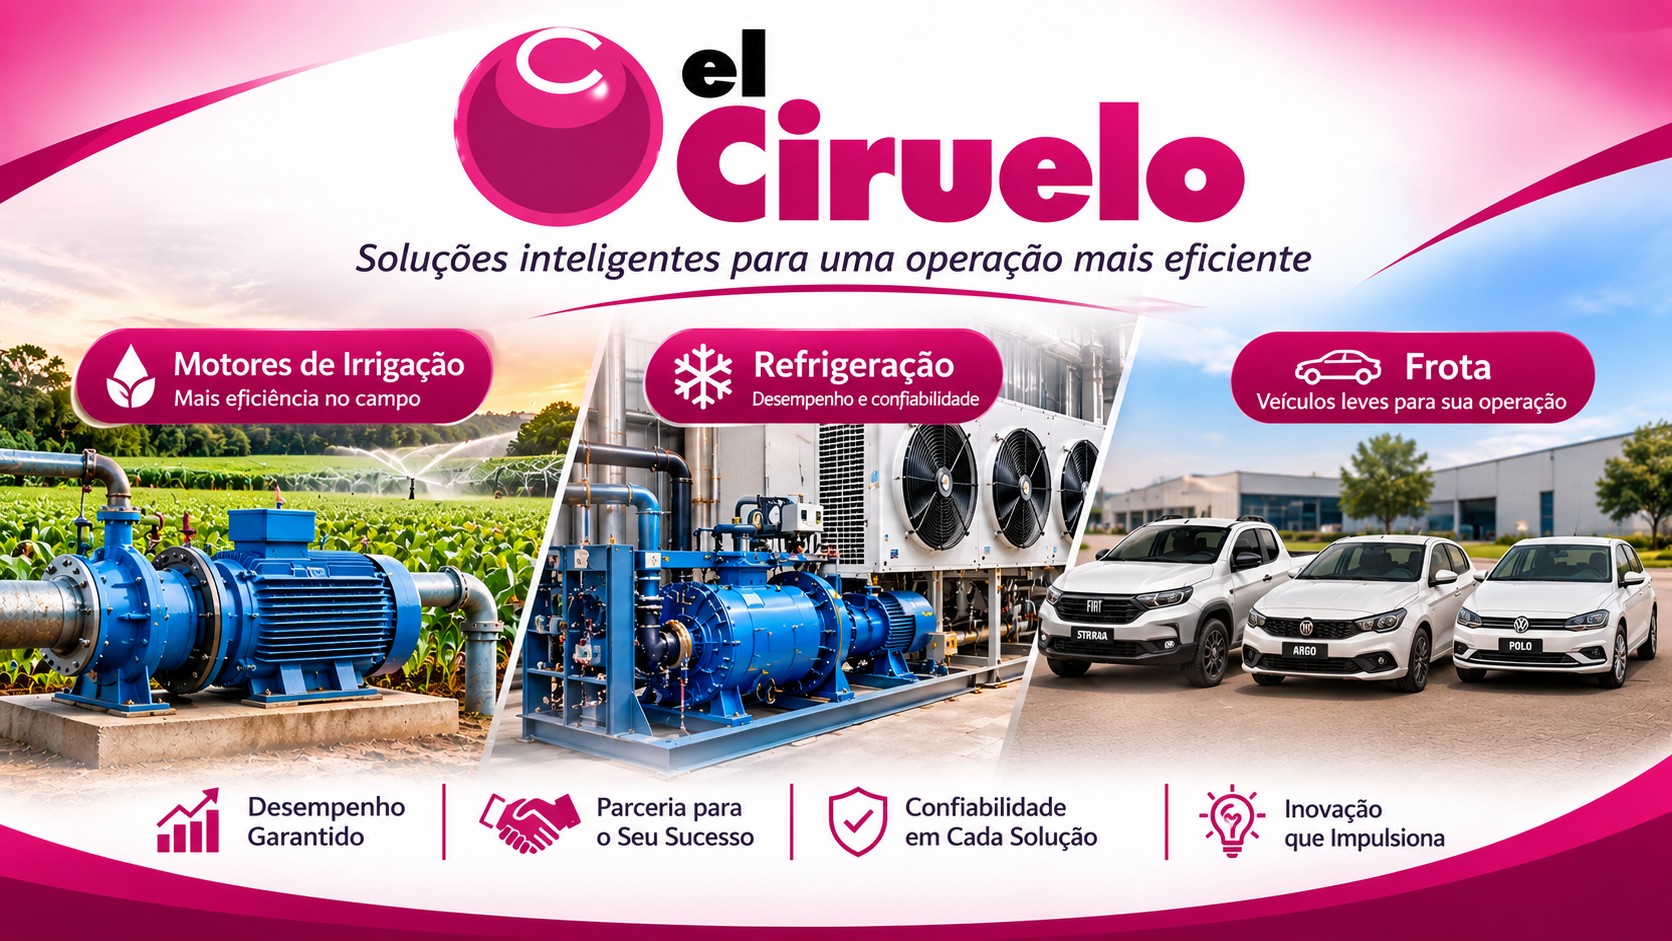 C
el
Ciruelo
Soluções inteligentes para uma operação mais eficiente
Motores de Irrigação
Mais eficiência no campo
Refrigeração
Desempenho e confiabilidade
Frota
Veículos leves para sua operação
FIAT
ARGO
POLO
Desempenho
Garantido
Parceria para
o Seu Sucesso
Confiabilidade
em Cada Solução
Inovação
que Impulsiona